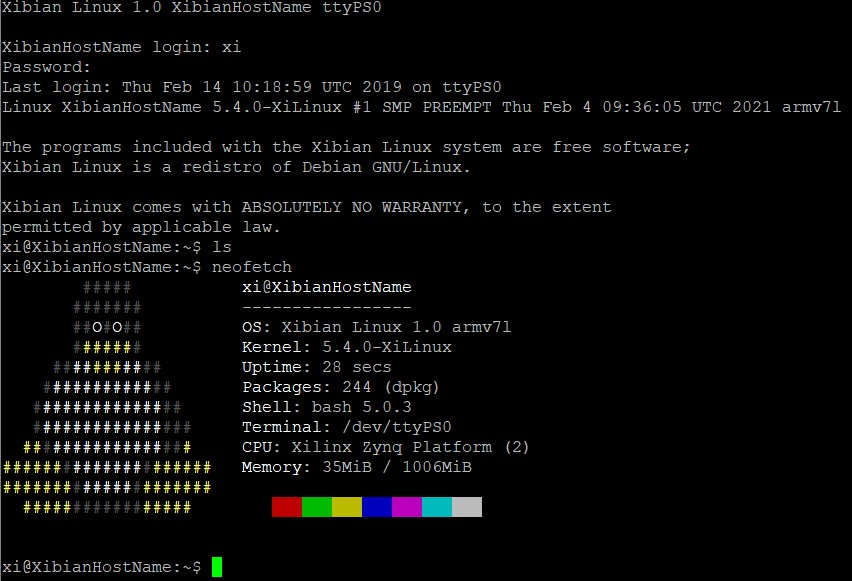 Xibian Linux 1.0 XibianHostName ttyPS0
XibianHostName login: xi
Password:
Last login: Thu Feb 14 10:18:59 UTC 2019 on ttyPS0
Linux XibianHostName 5.4.0-XiLinux #1 SMP PREEMPT Thu Feb 4 09:36:05 UTC 2021 armv7l
The programs included with the Xibian Linux system are free software;
Xibian Linux is a redistro of Debian GNU/Linux.
Xibian Linux comes with ABSOLUTELY NO WARRANTY, to the extent
permitted by applicable law.
xi@XibianHostName:~$ ls
xi@XibianHostName:~$ neofetch
        #####           xi@XibianHostName
       #######          -----------------
       ##O#O##          OS: Xibian Linux 1.0 armv7l
       #######          Kernel: 5.4.0-XiLinux
     ###########        Uptime: 28 secs
    #############       Packages: 244 (dpkg)
   ###############      Shell: bash 5.0.3
   ################     Terminal: /dev/ttyPS0
  #################     CPU: Xilinx Zynq Platform (2)
#####################   Memory: 35MiB / 1006MiB
#####################
  #################
xi@XibianHostName:~$